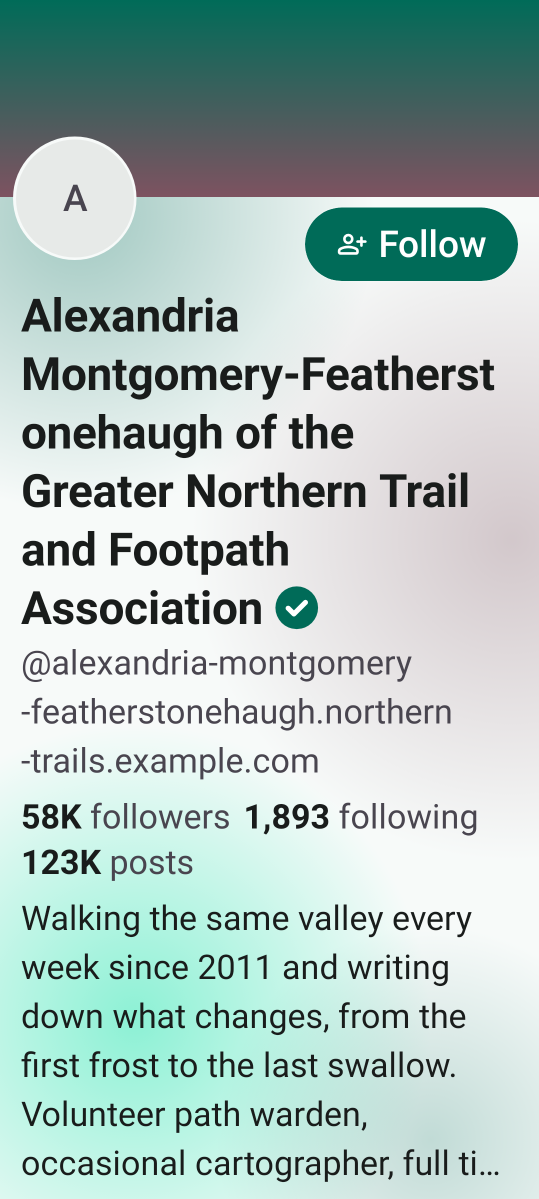 A
Follow
Alexandria
Montgomery-Featherst
onehaugh of the
Greater Northern Trail
and Footpath
Association
@alexandria-montgomery
-featherstonehaugh.northern
-trails.example.com
58K followers 1,893 following
123K posts
Walking the same valley every
week since 2011 and writing
down what changes, from the
first frost to the last swallow.
Volunteer path warden,
occasional cartographer, full ti…